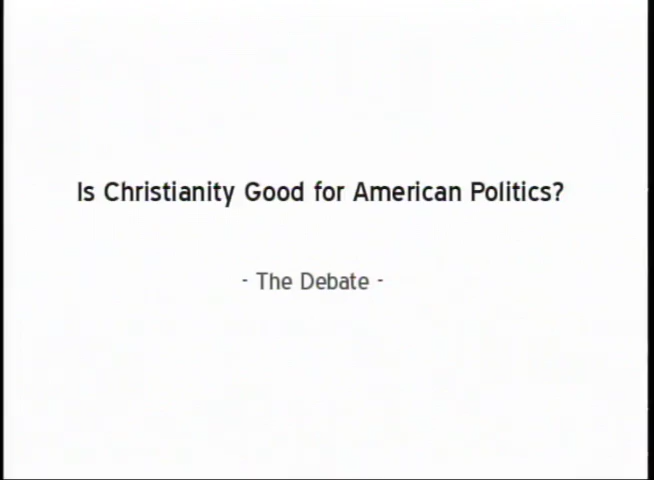 Is Christianity Good for American Politics?
- The Debate -